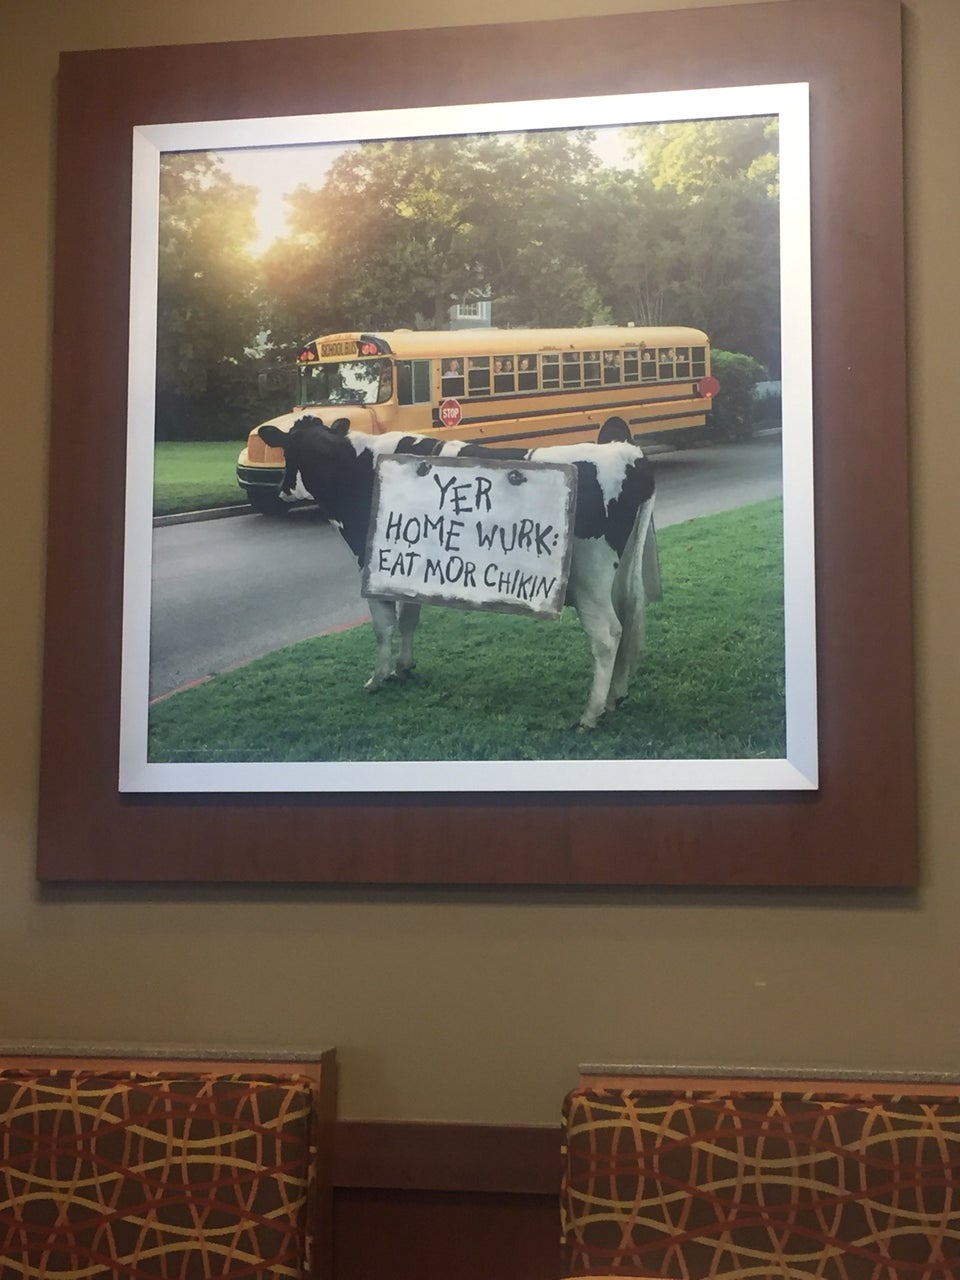 SCHOOL BUS
STOP
YER
HOME WURK:
EAT MOR CHIKIN